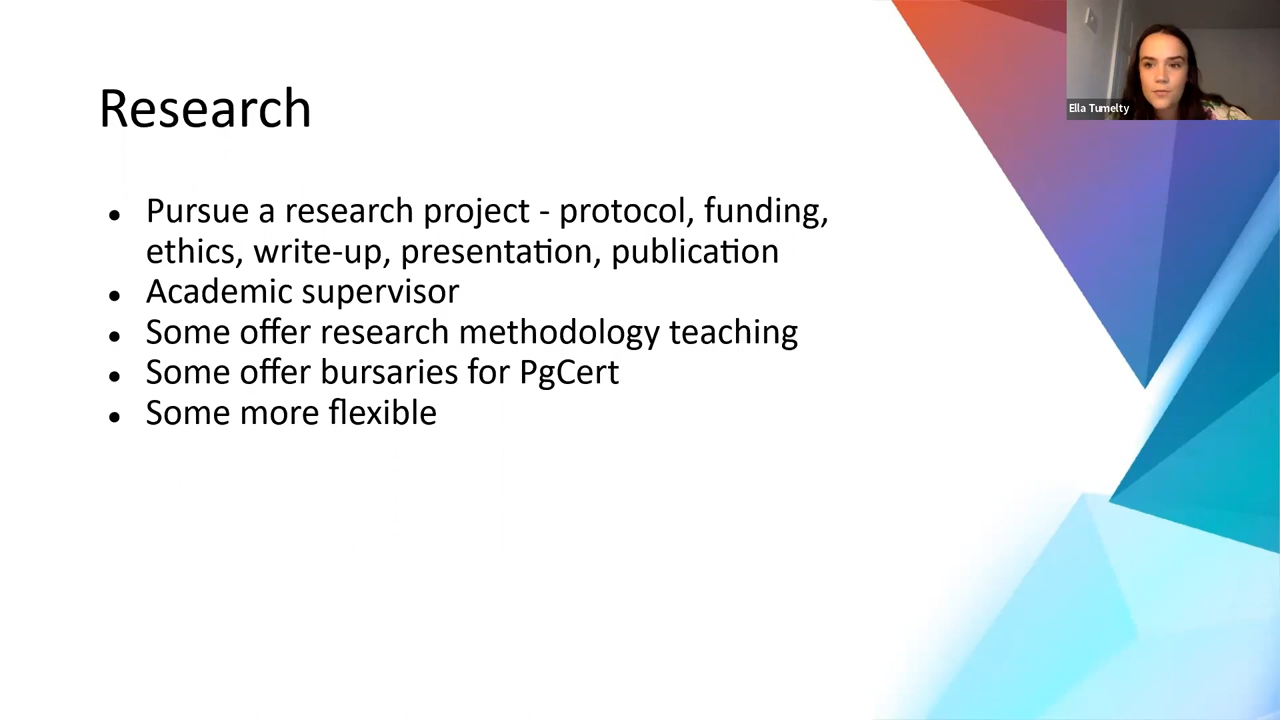 Research
● Pursue a research project - protocol, funding,
ethics, write-up, presentation, publication
● Academic supervisor
● Some offer research methodology teaching
● Some offer bursaries for PgCert
● Some more flexible
Ella Tumelty